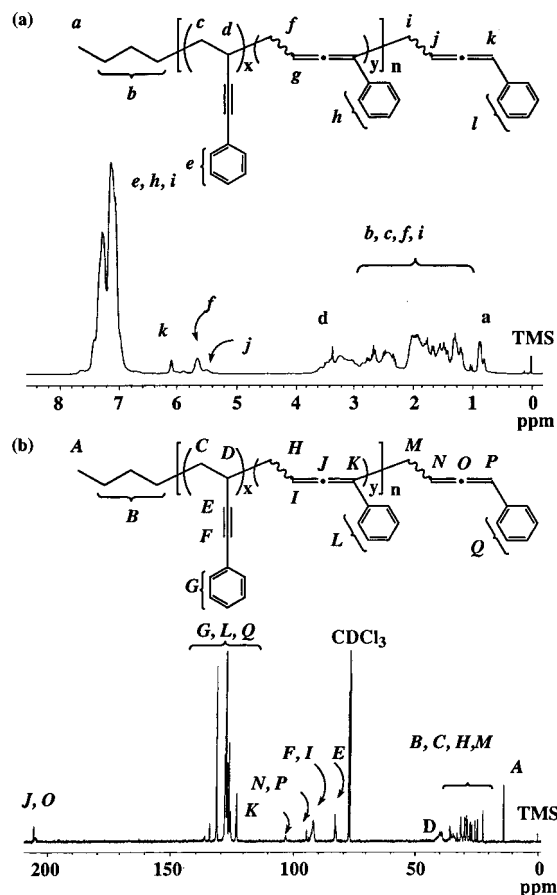 (a)
a
c d f i j k
b
x g y n
h l
e
e, h, i
b, c, f, i
k f j d a TMS
8 7 6 5 4 3 2 1 0
ppm
(b)
A
C D H J K M N O P
B
x I y n
E
F
L Q
G
G, L, Q
CDCl3
J, O
N, P F, I E
K
B, C, H,M
D A
TMS
200 150 100 50 0
ppm